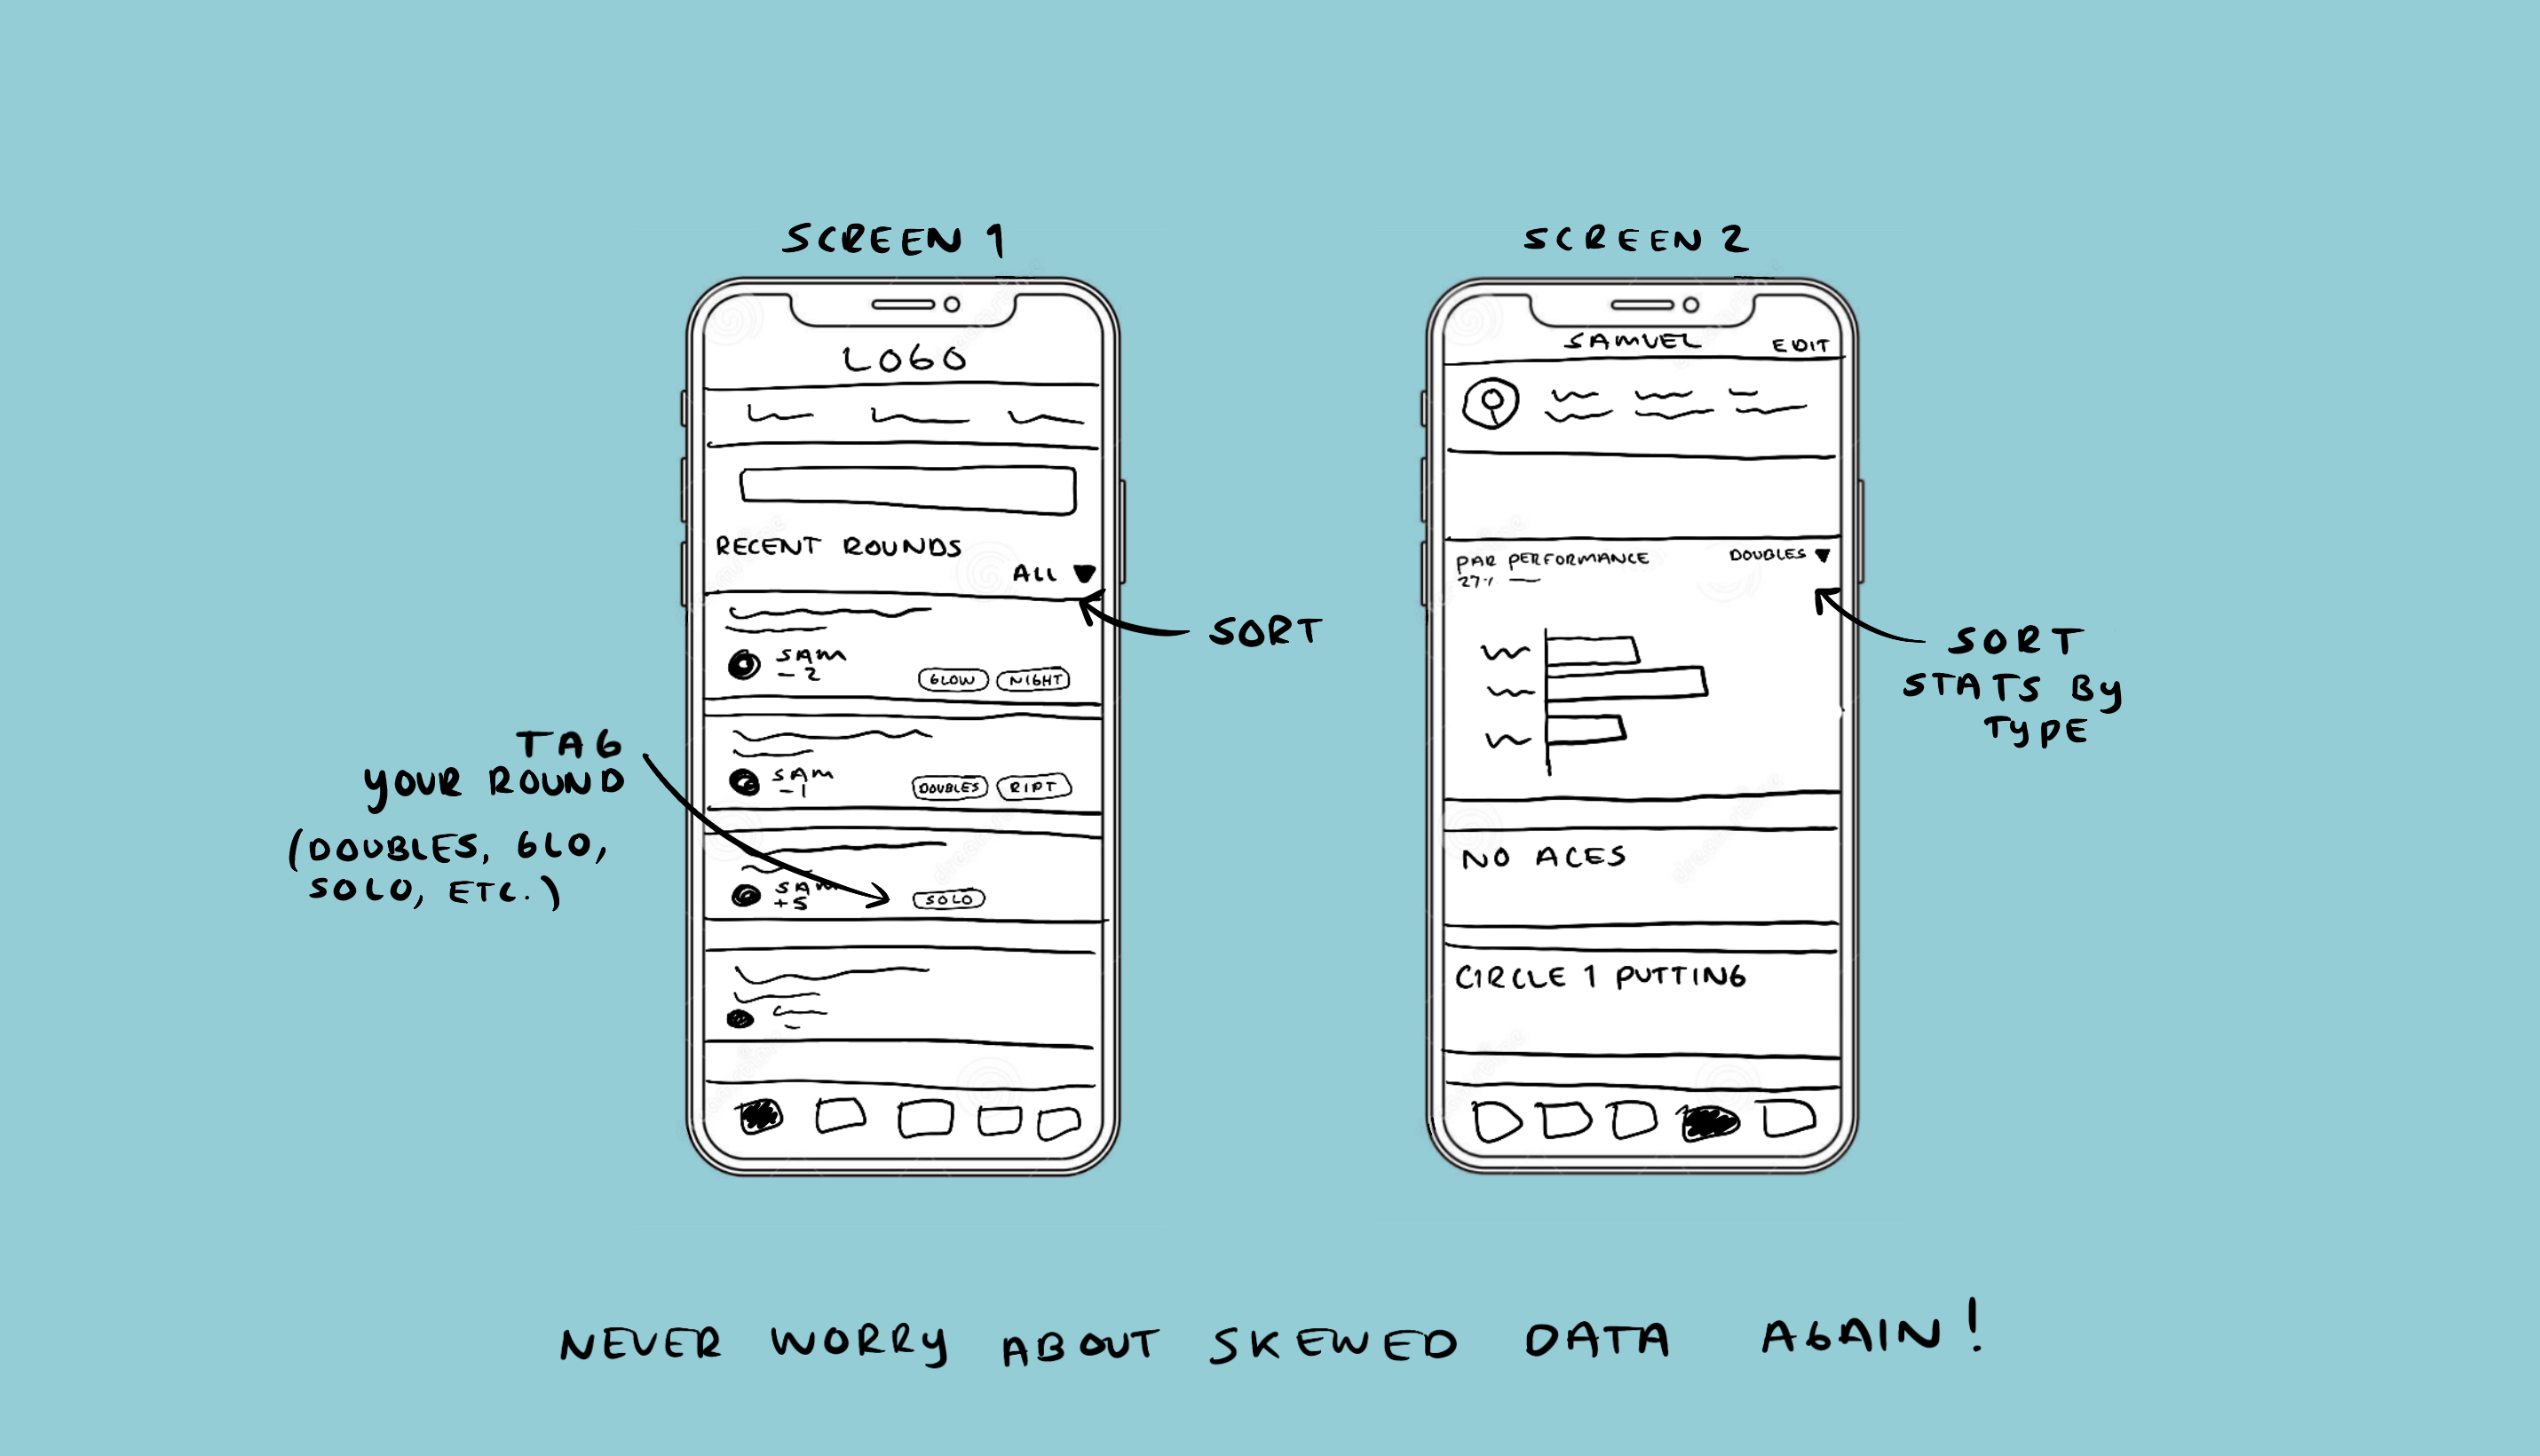 SCREEN 1
LOGO
RECENT ROUNDS
ALL
SAM
-2
GLOW NIGHT
SAM
-1
DOUBLES RIPT
SAM
+5
SOLO
SORT
TAG
YOUR ROUND
(DOUBLES, GLO,
SOLO, ETC.)
SCREEN 2
SAMUEL EDIT
PAR PERFORMANCE DOUBLES
27%
NO ACES
CIRCLE 1 PUTTING
SORT
STATS By
TyPE
NEVER WORRy ABOUT SKEWED DATA AGAIN!